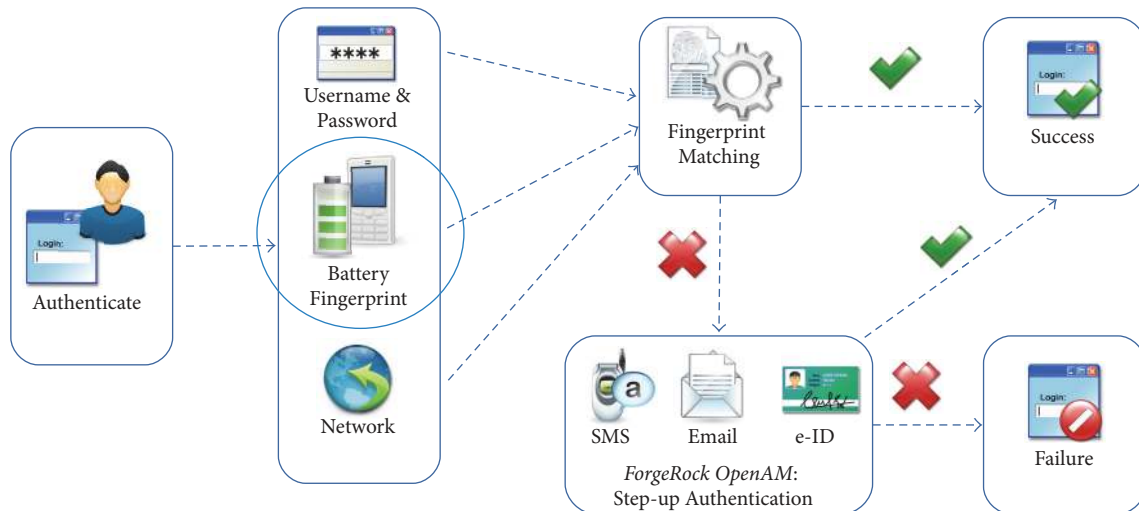 ****
Username &
Password
Login:
Authenticate
Battery
Fingerprint
Network
Fingerprint
Matching
Login:
Success
a
SMS
Email
e-ID
ForgeRock OpenAM:
Step-up Authentication
Login:
Failure